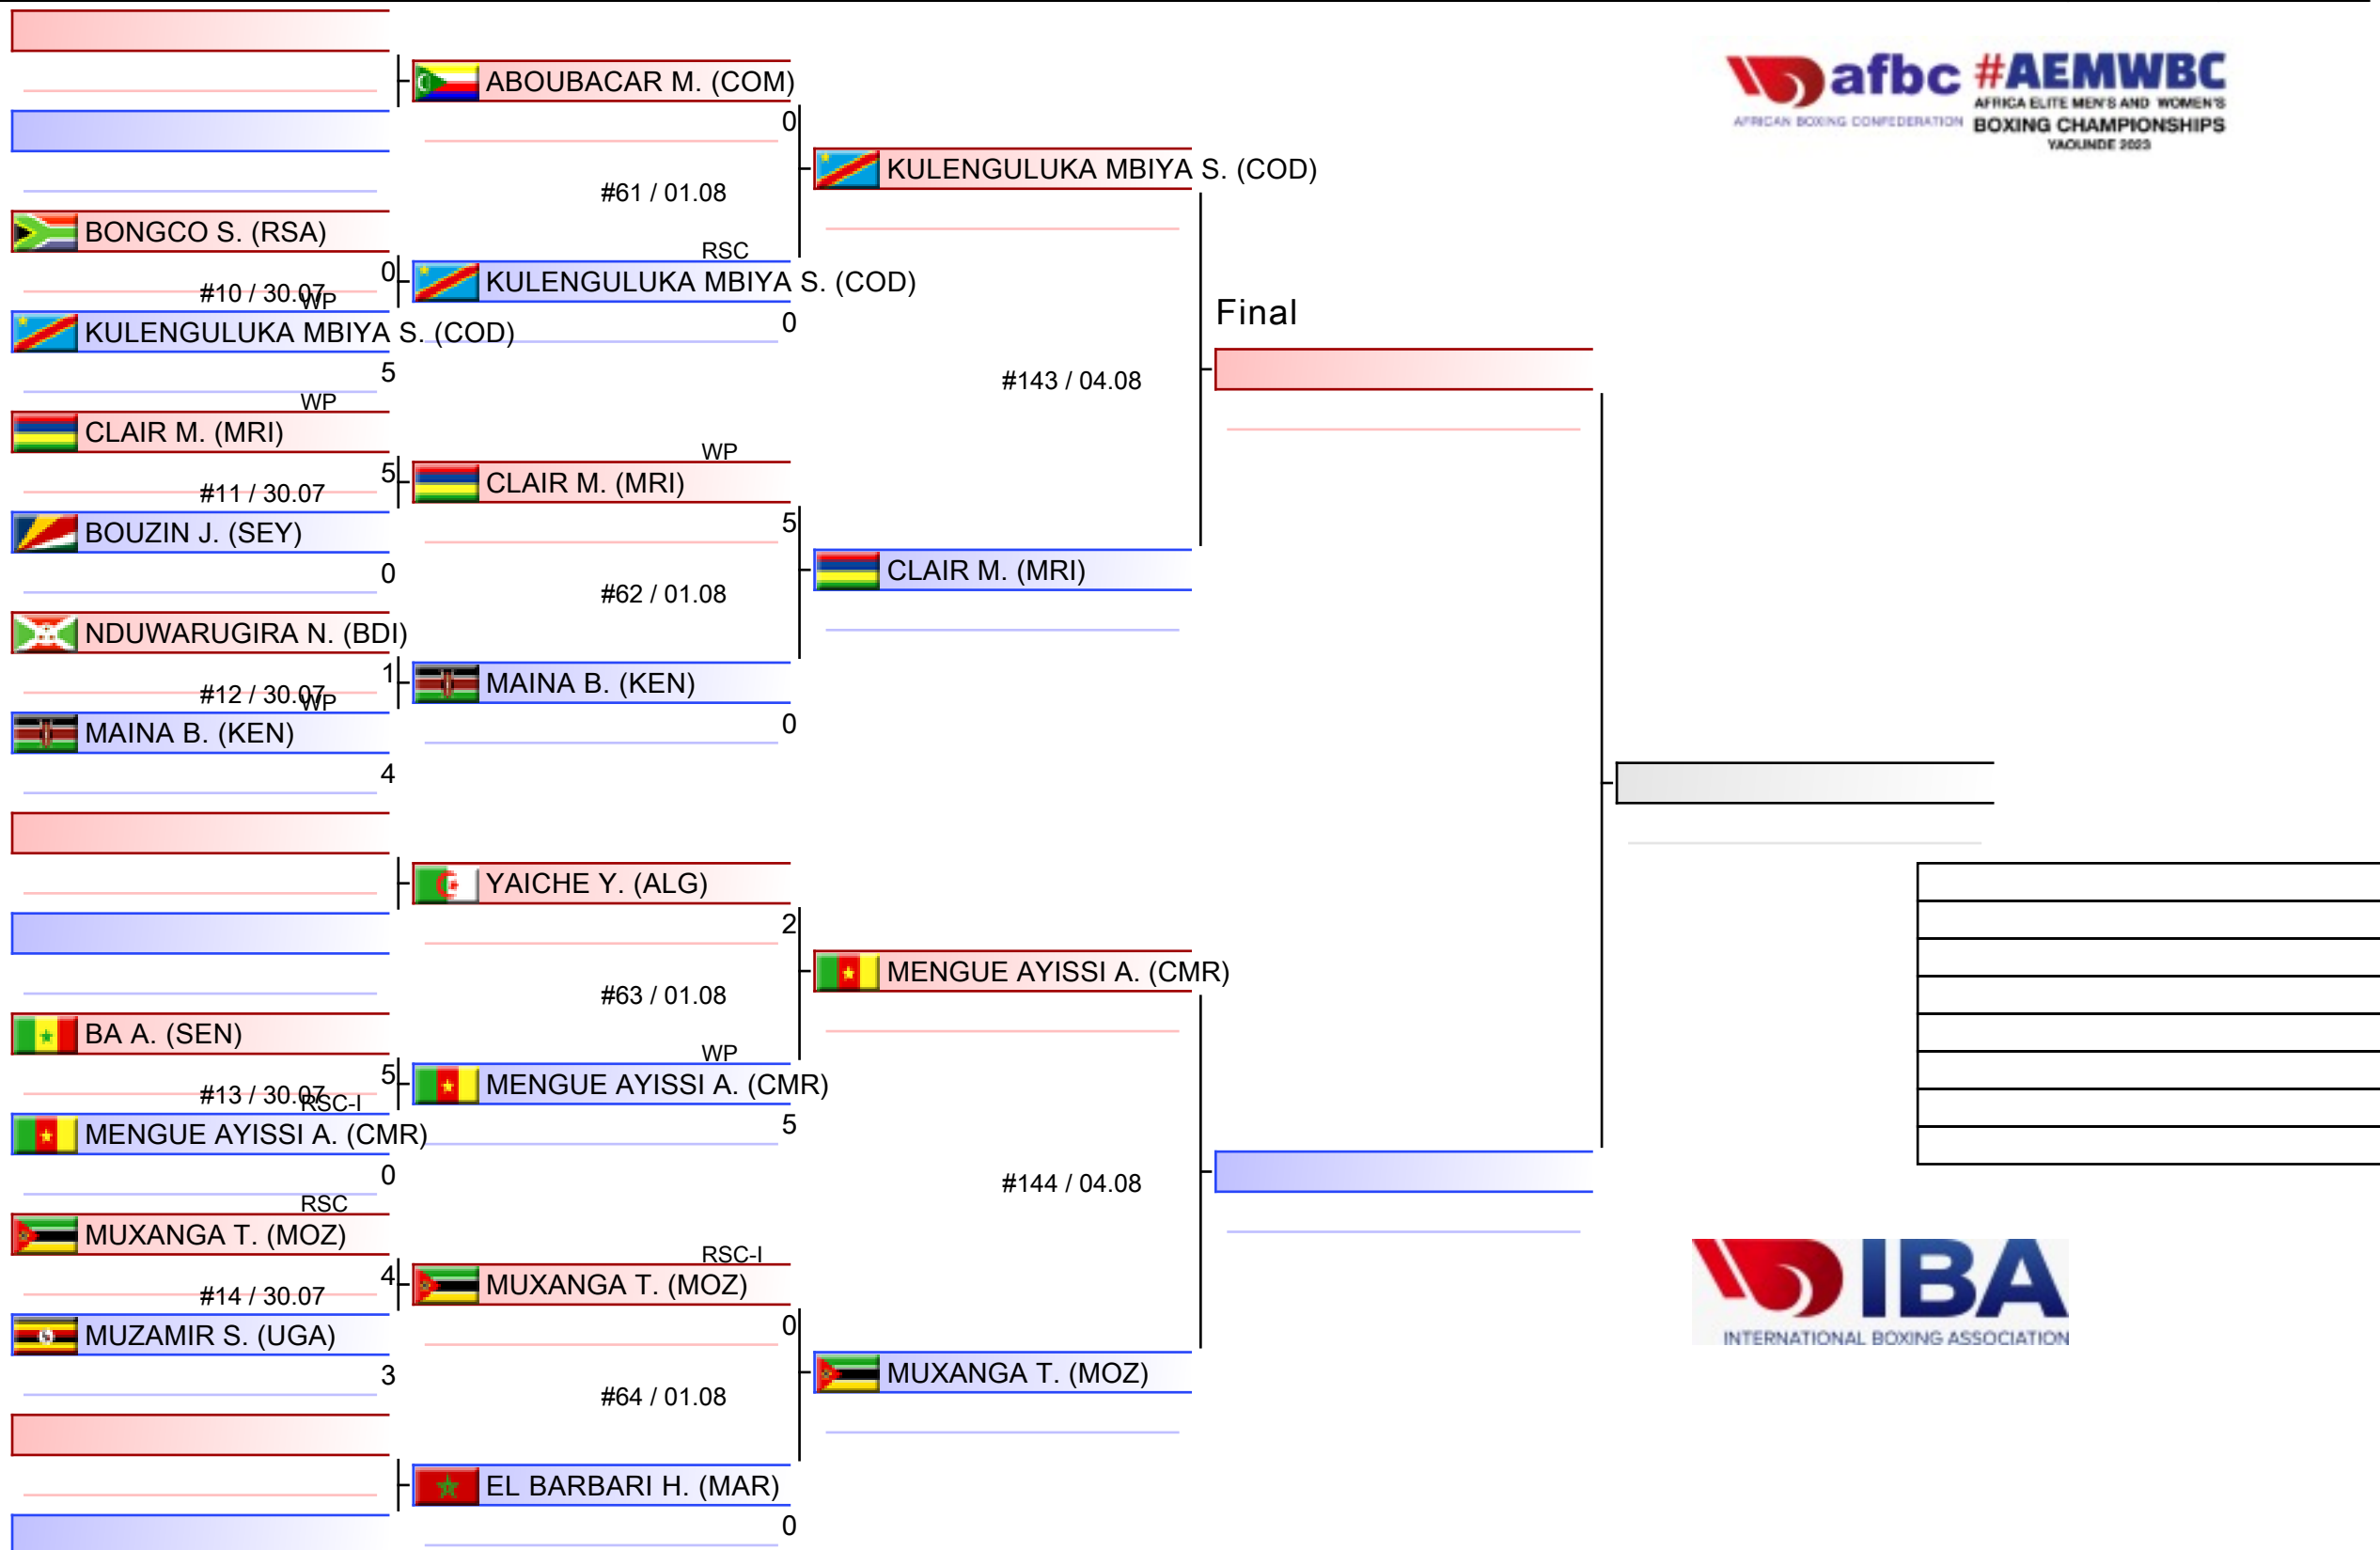 afbc #AEMWBC
AFRICA ELITE MEN'S AND WOMEN'S
AFRICAN BOXING CONFEDERATION BOXING CHAMPIONSHIPS
YAOUNDE 2023
BONGCO S. (RSA)
0
#10 / 30.07
WP
KULENGULUKA MBIYA S. (COD)
5
WP
CLAIR M. (MRI)
5
#11 / 30.07
BOUZIN J. (SEY)
0
NDUWARUGIRA N. (BDI)
1
#12 / 30.07
WP
MAINA B. (KEN)
4
BA A. (SEN)
5
#13 / 30.07
RSC-I
MENGUE AYISSI A. (CMR)
0
RSC
MUXANGA T. (MOZ)
4
#14 / 30.07
MUZAMIR S. (UGA)
3
ABOUBACAR M. (COM)
0
#61 / 01.08
RSC
KULENGULUKA MBIYA S. (COD)
0
WP
CLAIR M. (MRI)
5
#62 / 01.08
MAINA B. (KEN)
0
YAICHE Y. (ALG)
2
#63 / 01.08
WP
MENGUE AYISSI A. (CMR)
5
RSC-I
MUXANGA T. (MOZ)
0
#64 / 01.08
EL BARBARI H. (MAR)
0
KULENGULUKA MBIYA S. (COD)
#143 / 04.08
CLAIR M. (MRI)
MENGUE AYISSI A. (CMR)
#144 / 04.08
MUXANGA T. (MOZ)
Final
IBA
INTERNATIONAL BOXING ASSOCIATION